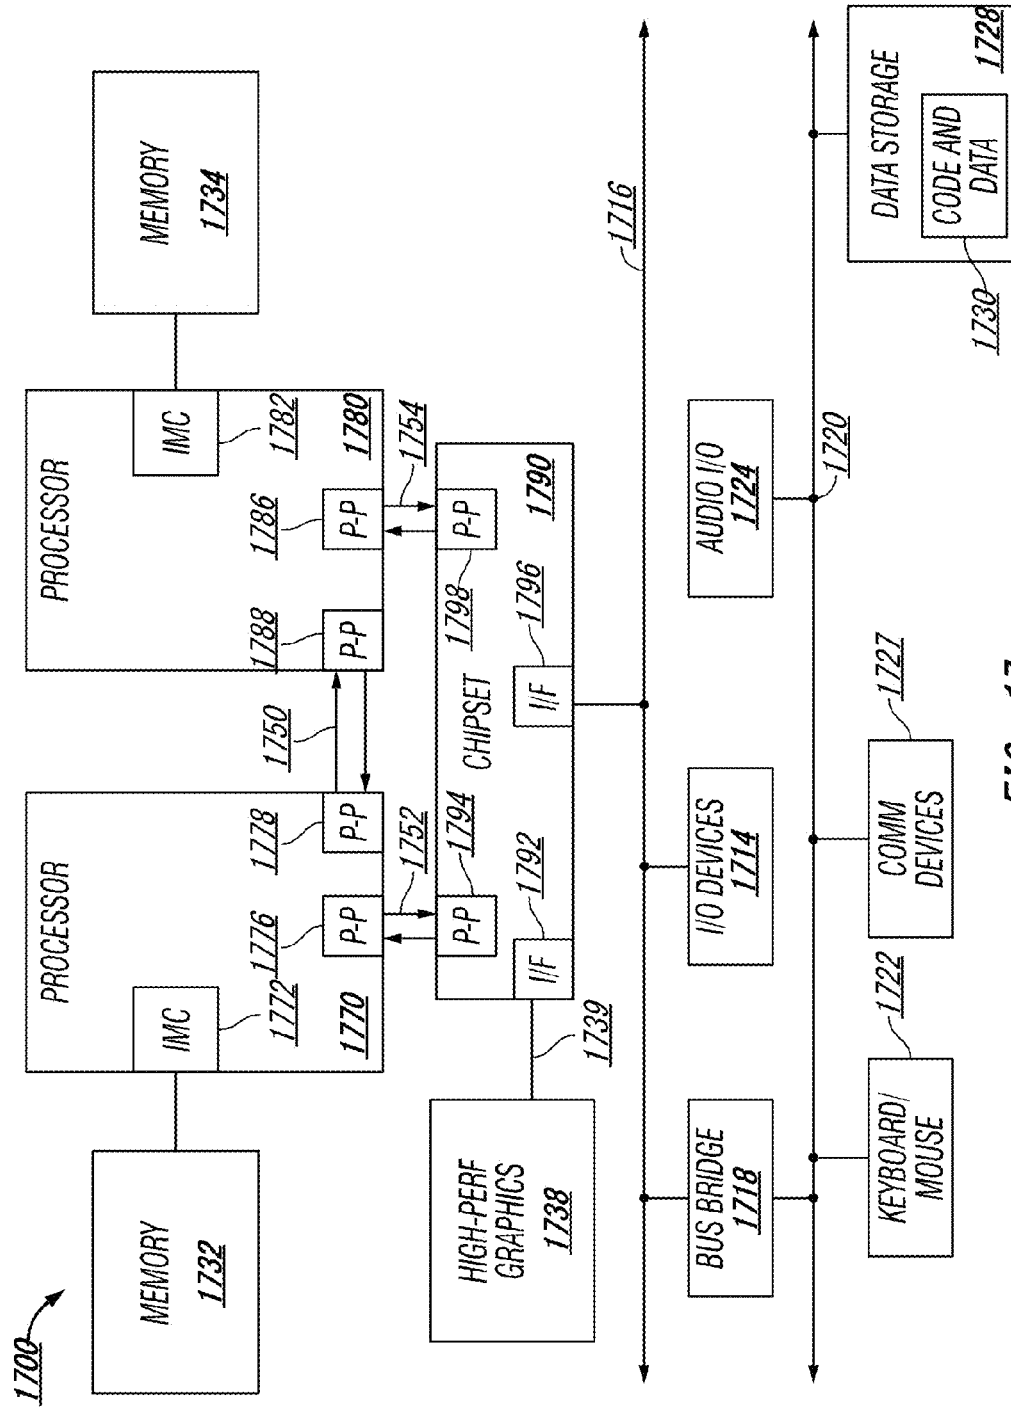 1700
MEMORY
1732
PROCESSOR
IMC
1772
1770
1776
P-P
1778
P-P
1750
PROCESSOR
1788
P-P
1786
P-P
IMC
1782
1780
MEMORY
1734
1752
1754
HIGH-PERF
GRAPHICS
1738
1739
I/F
1792
P-P
1794
CHIPSET
I/F
1796
P-P
1798
1790
1716
BUS BRIDGE
1718
I/O DEVICES
1714
AUDIO I/O
1724
1720
KEYBOARD/
MOUSE
1722
COMM
DEVICES
1727
DATA STORAGE
CODE AND
DATA
1730
1728